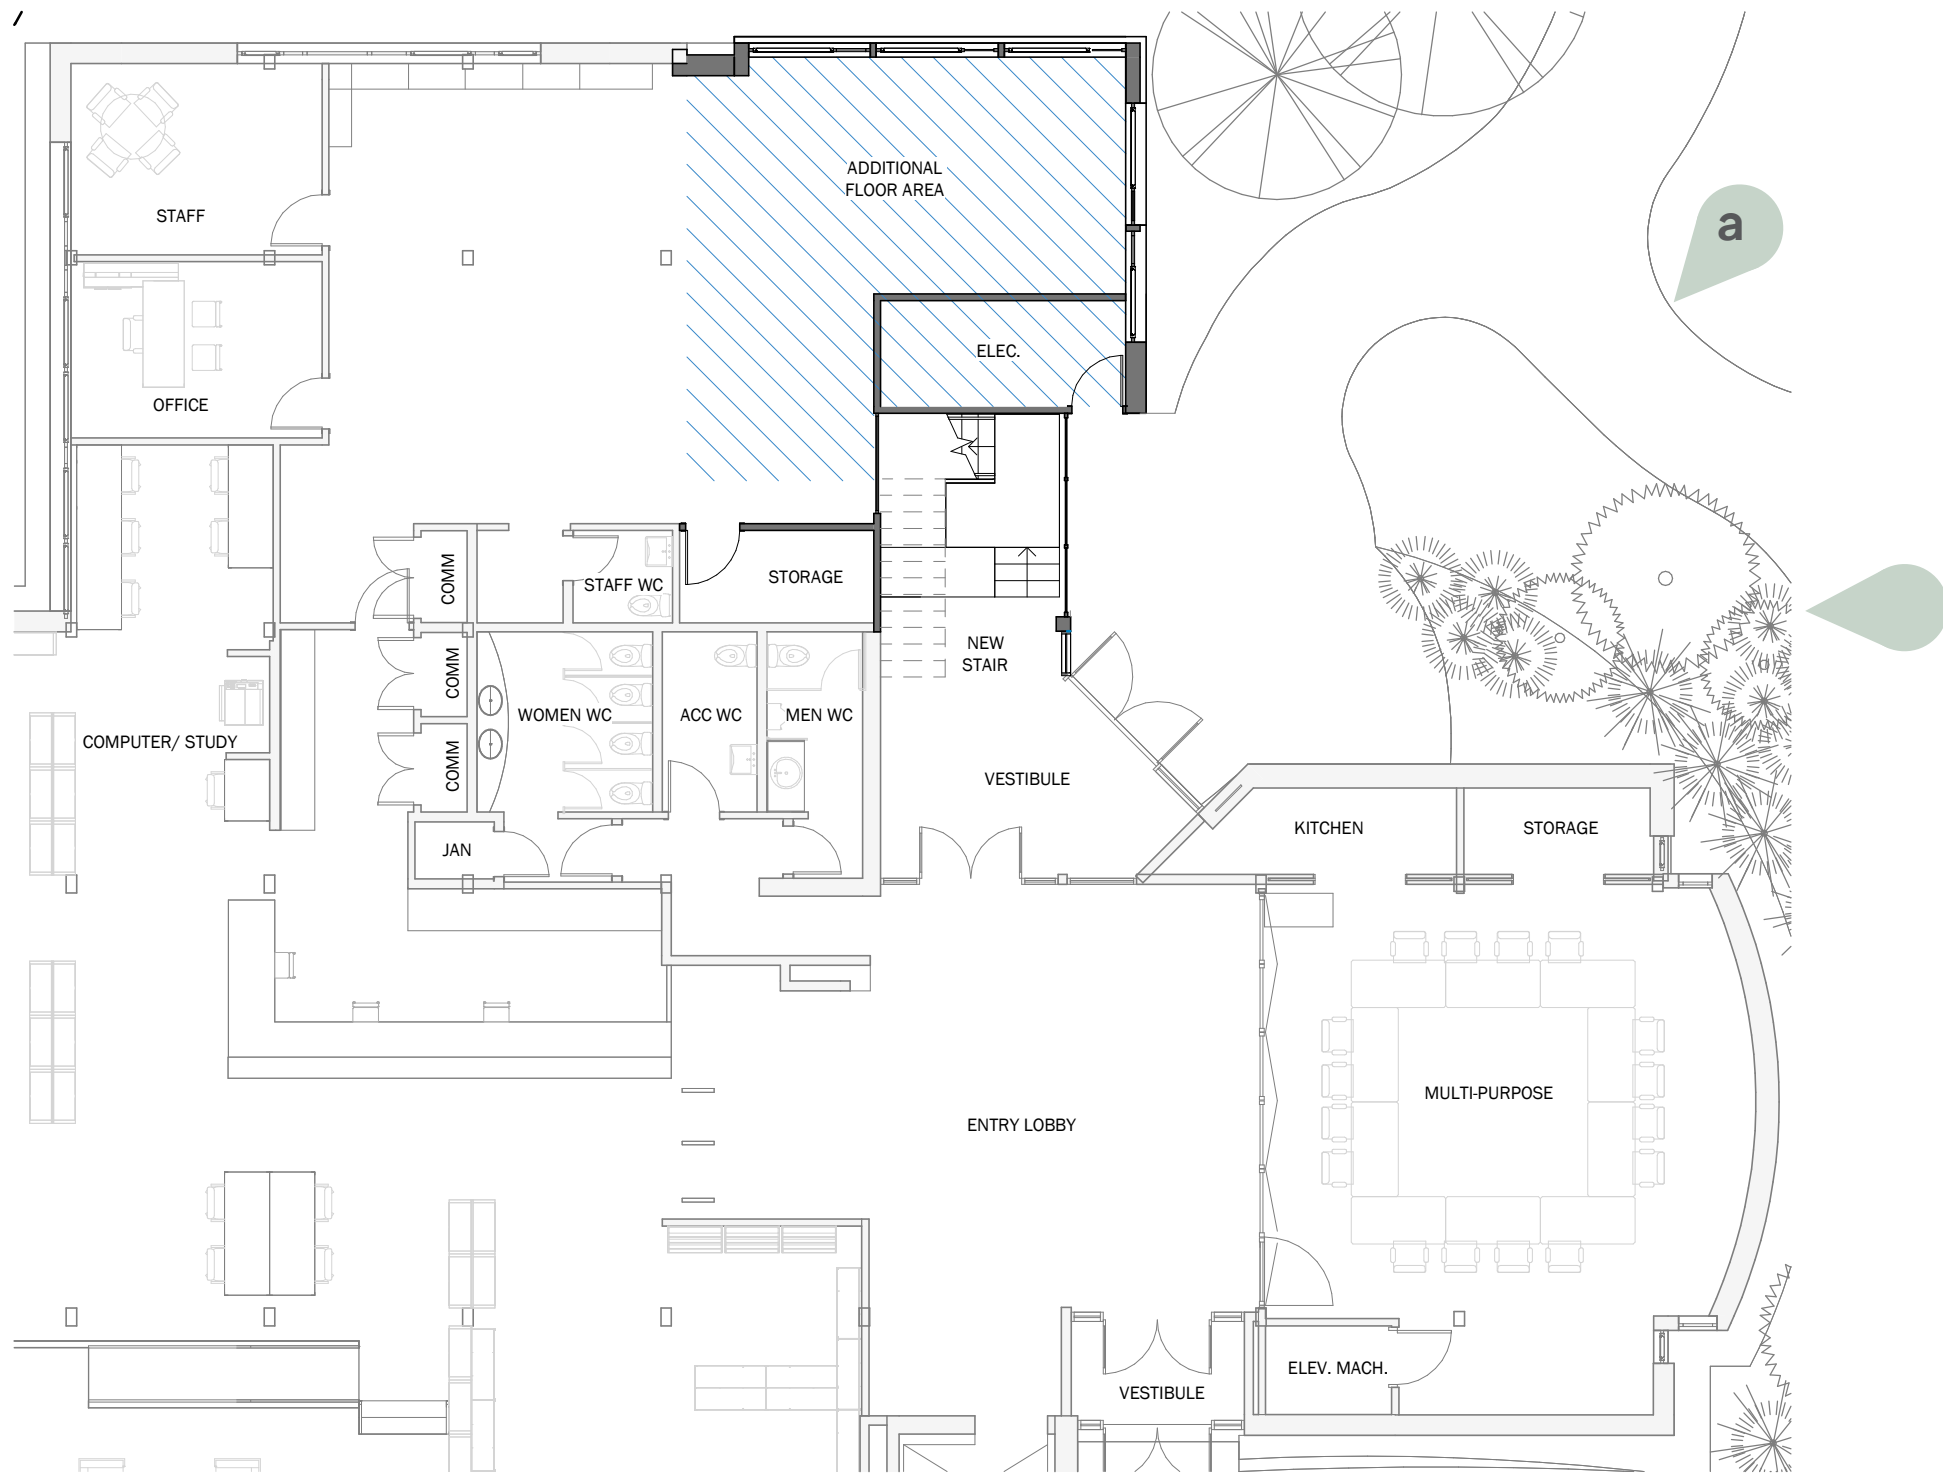 ADDITIONAL
FLOOR AREA
a
STAFF
ELEC.
OFFICE
COMM
STAFF WC
STORAGE
NEW
STAIR
COMM
WOMEN WC
ACC WC
MEN WC
COMPUTER/ STUDY
COMM
VESTIBULE
KITCHEN
STORAGE
JAN
MULTI-PURPOSE
ENTRY LOBBY
ELEV. MACH.
VESTIBULE